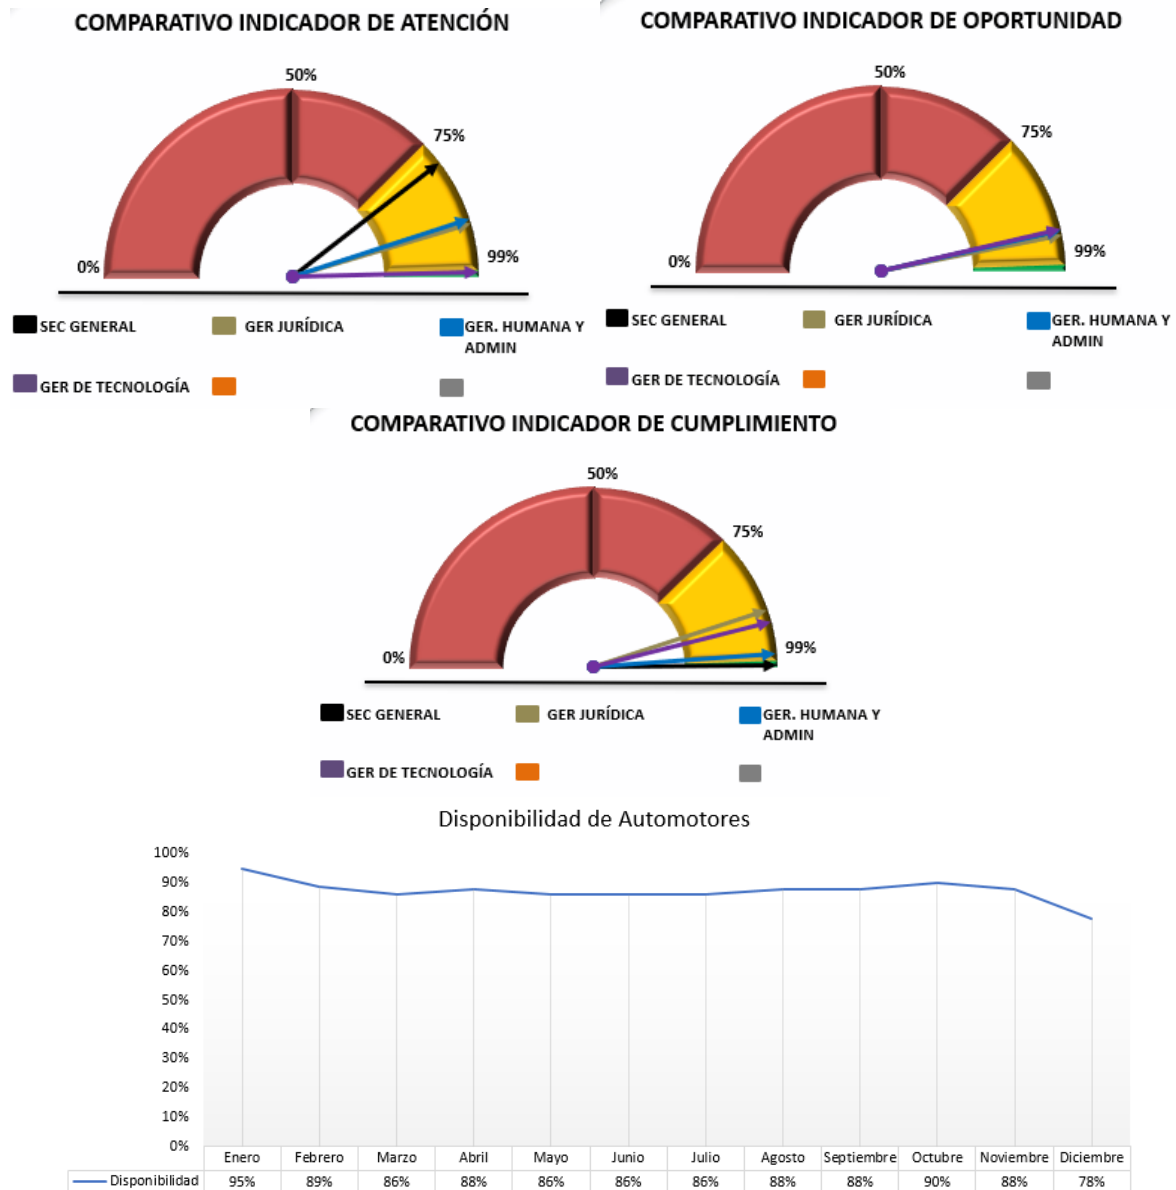 COMPARATIVO INDICADOR DE ATENCIÓN
50%
75%
0%
99%
SEC GENERAL
GER JURÍDICA
GER. HUMANA Y
ADMIN
GER DE TECNOLOGÍA
COMPARATIVO INDICADOR DE OPORTUNIDAD
50%
75%
0%
99%
SEC GENERAL
GER JURÍDICA
GER. HUMANA Y
ADMIN
GER DE TECNOLOGÍA
COMPARATIVO INDICADOR DE CUMPLIMIENTO
50%
75%
0%
99%
SEC GENERAL
GER JURÍDICA
GER. HUMANA Y
ADMIN
GER DE TECNOLOGÍA
Disponibilidad de Automotores
100%
90%
80%
70%
60%
50%
40%
30%
20%
10%
0%
Enero Febrero Marzo Abril Mayo Junio Julio Agosto Septiembre Octubre Noviembre Diciembre
Disponibilidad 95% 89% 86% 88% 86% 86% 86% 88% 88% 90% 88% 78%